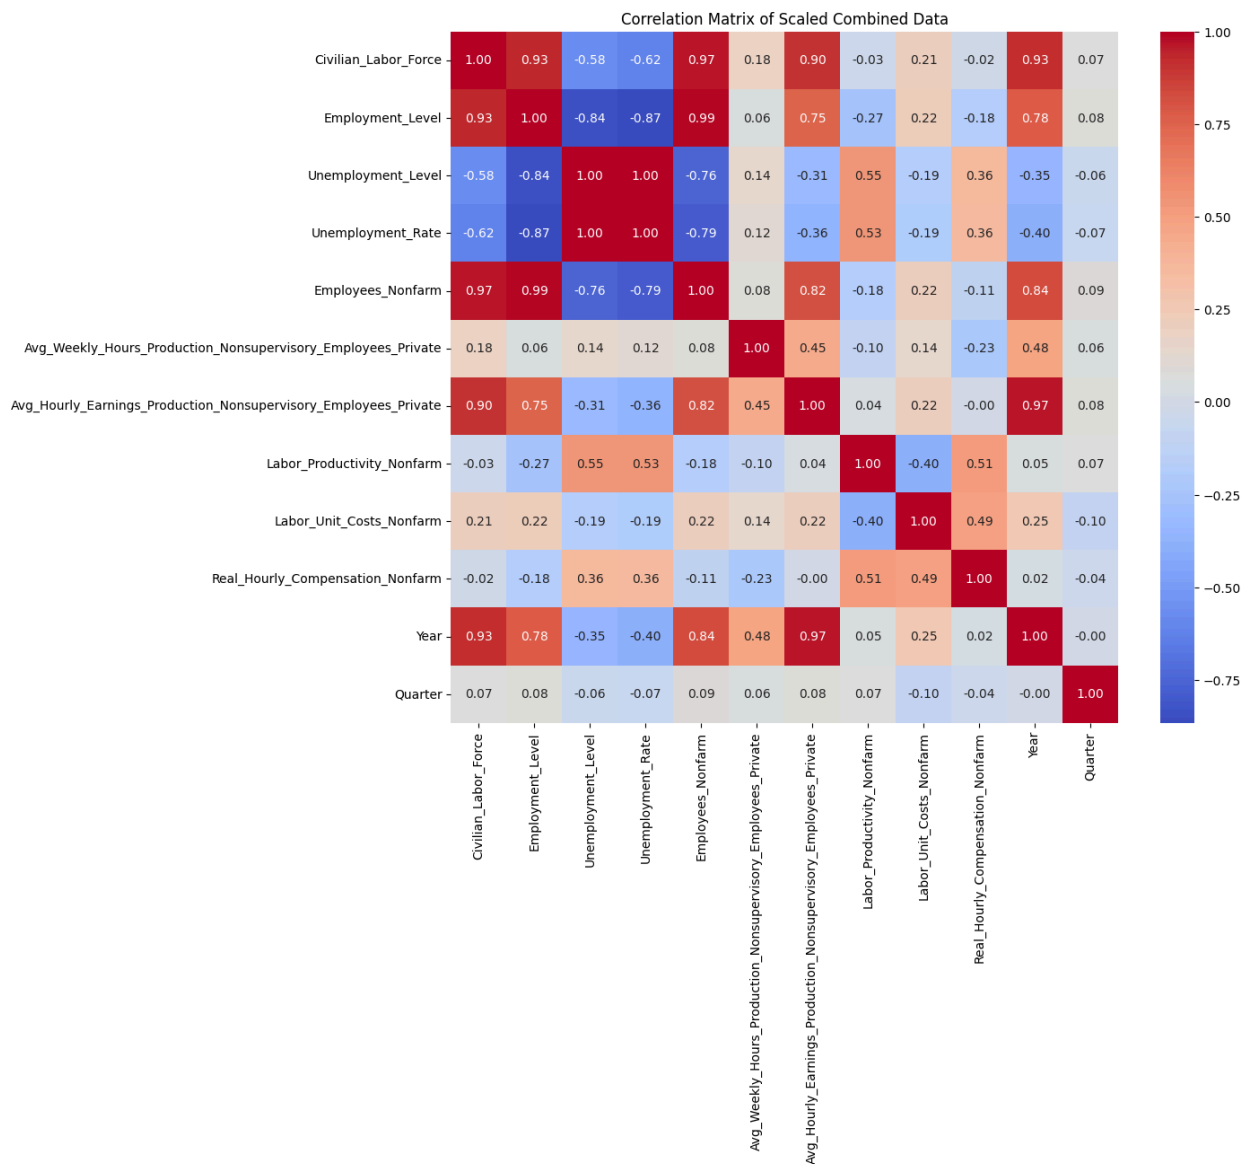 Correlation Matrix of Scaled Combined Data
Civilian_Labor_Force 1.00 0.93 -0.58 -0.62 0.97 0.18 0.90 -0.03 0.21 -0.02 0.93 0.07
Employment_Level 0.93 1.00 -0.84 -0.87 0.99 0.06 0.75 -0.27 0.22 -0.18 0.78 0.08
Unemployment_Level -0.58 -0.84 1.00 1.00 -0.76 0.14 -0.31 0.55 -0.19 0.36 -0.35 -0.06
Unemployment_Rate -0.62 -0.87 1.00 1.00 -0.79 0.12 -0.36 0.53 -0.19 0.36 -0.40 -0.07
Employees_Nonfarm 0.97 0.99 -0.76 -0.79 1.00 0.08 0.82 -0.18 0.22 -0.11 0.84 0.09
Avg_Weekly_Hours_Production_Nonsupervisory_Employees_Private 0.18 0.06 0.14 0.12 0.08 1.00 0.45 -0.10 0.14 -0.23 0.48 0.06
Avg_Hourly_Earnings_Production_Nonsupervisory_Employees_Private 0.90 0.75 -0.31 -0.36 0.82 0.45 1.00 0.04 0.22 -0.00 0.97 0.08
Labor_Productivity_Nonfarm -0.03 -0.27 0.55 0.53 -0.18 -0.10 0.04 1.00 -0.40 0.51 0.05 0.07
Labor_Unit_Costs_Nonfarm 0.21 0.22 -0.19 -0.19 0.22 0.14 0.22 -0.40 1.00 0.49 0.25 -0.10
Real_Hourly_Compensation_Nonfarm -0.02 -0.18 0.36 0.36 -0.11 -0.23 -0.00 0.51 0.49 1.00 0.02 -0.04
Year 0.93 0.78 -0.35 -0.40 0.84 0.48 0.97 0.05 0.25 0.02 1.00 -0.00
Quarter 0.07 0.08 -0.06 -0.07 0.09 0.06 0.08 0.07 -0.10 -0.04 -0.00 1.00
Civilian_Labor_Force
Employment_Level
Unemployment_Level
Unemployment_Rate
Employees_Nonfarm
Avg_Weekly_Hours_Production_Nonsupervisory_Employees_Private
Avg_Hourly_Earnings_Production_Nonsupervisory_Employees_Private
Labor_Productivity_Nonfarm
Labor_Unit_Costs_Nonfarm
Real_Hourly_Compensation_Nonfarm
Year
Quarter
1.00
0.75
0.50
0.25
0.00
−0.25
−0.50
−0.75